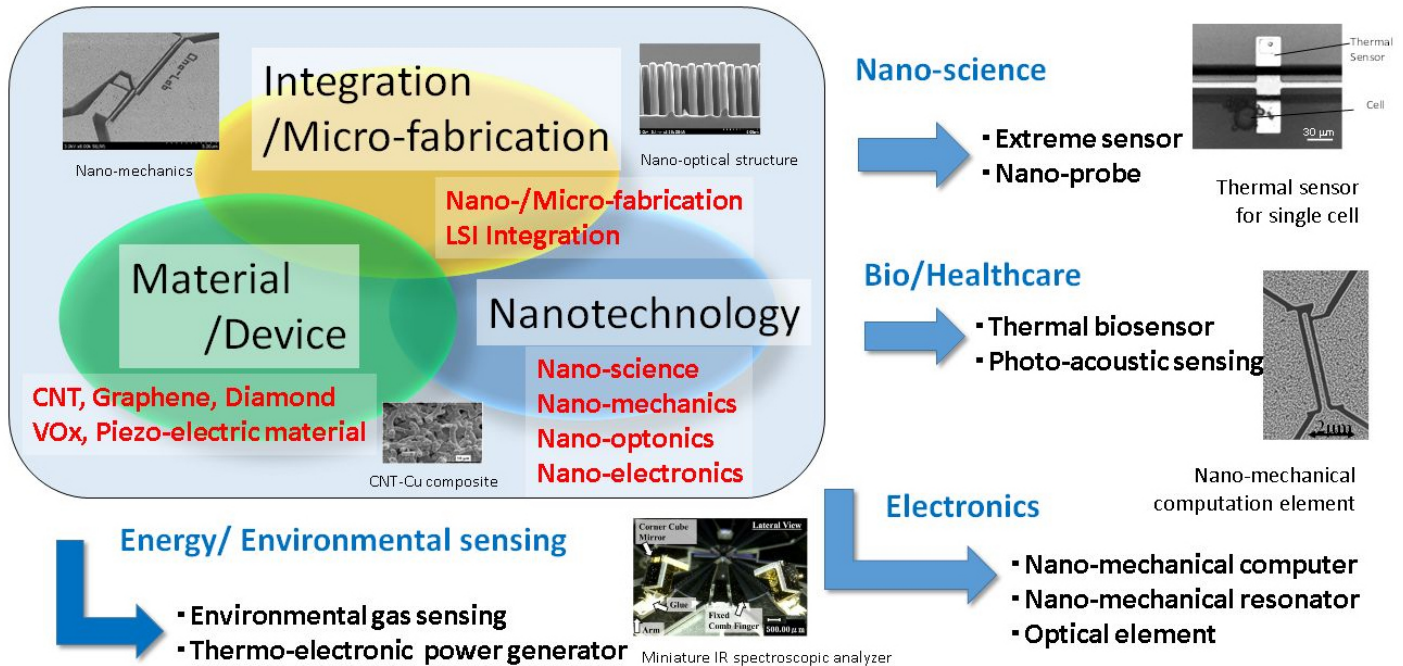 One-Lab
Nano-mechanics
Integration
/Micro-fabrication
Nano-optical structure
Nano-/Micro-fabrication
LSI Integration
Material
/Device
Nanotechnology
CNT, Graphene, Diamond
VOx, Piezo-electric material
CNT-Cu composite
Nano-science
Nano-mechanics
Nano-optonics
Nano-electronics
Nano-science
▪ Extreme sensor
▪ Nano-probe
Thermal
Sensor
Cell
30 µm
Thermal sensor
for single cell
Bio/Healthcare
▪ Thermal biosensor
▪ Photo-acoustic sensing
2µm
Nano-mechanical
computation element
Electronics
▪ Nano-mechanical computer
▪ Nano-mechanical resonator
▪ Optical element
Energy/ Environmental sensing
▪ Environmental gas sensing
▪ Thermo-electronic power generator
Corner Cube
Mirror
Lateral View
Glue
Fixed
Comb Finger
Arm
500.00µm
Miniature IR spectroscopic analyzer